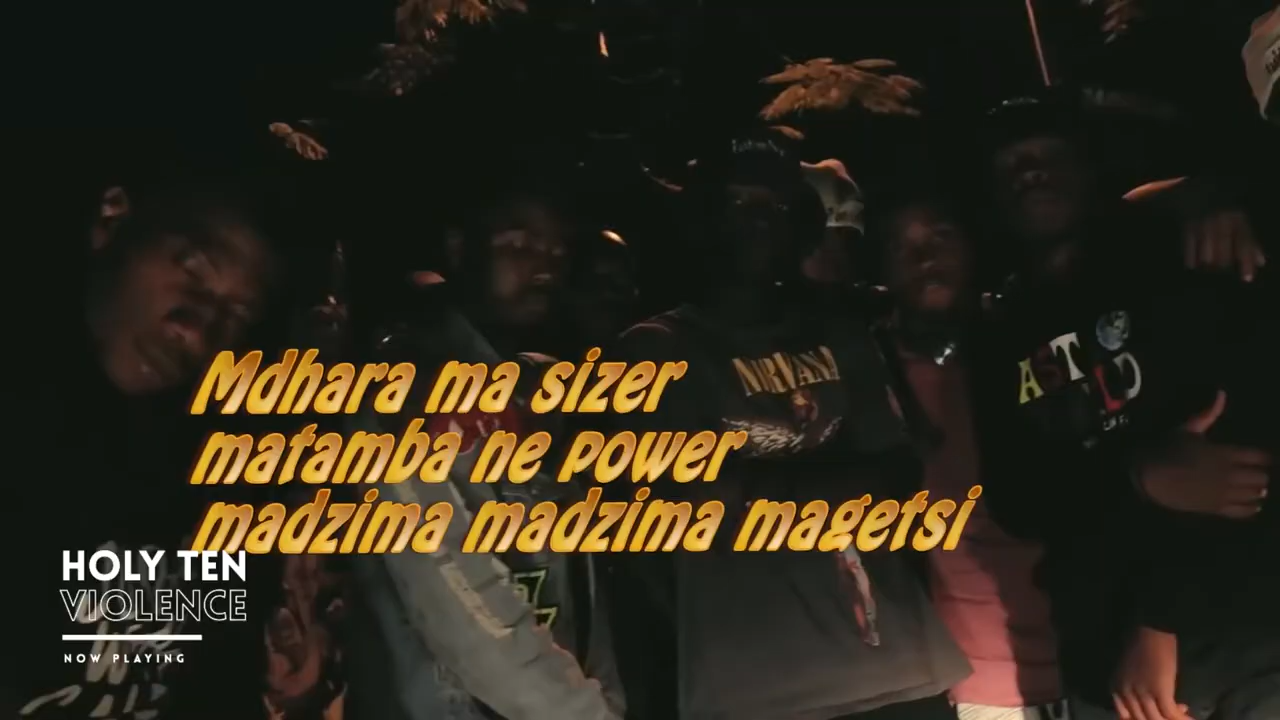 NIRVANA
Mdhara ma sizer
matamba ne power
madzima madzima magetsi
HOLY TEN
VIOLENCE
NOW PLAYING